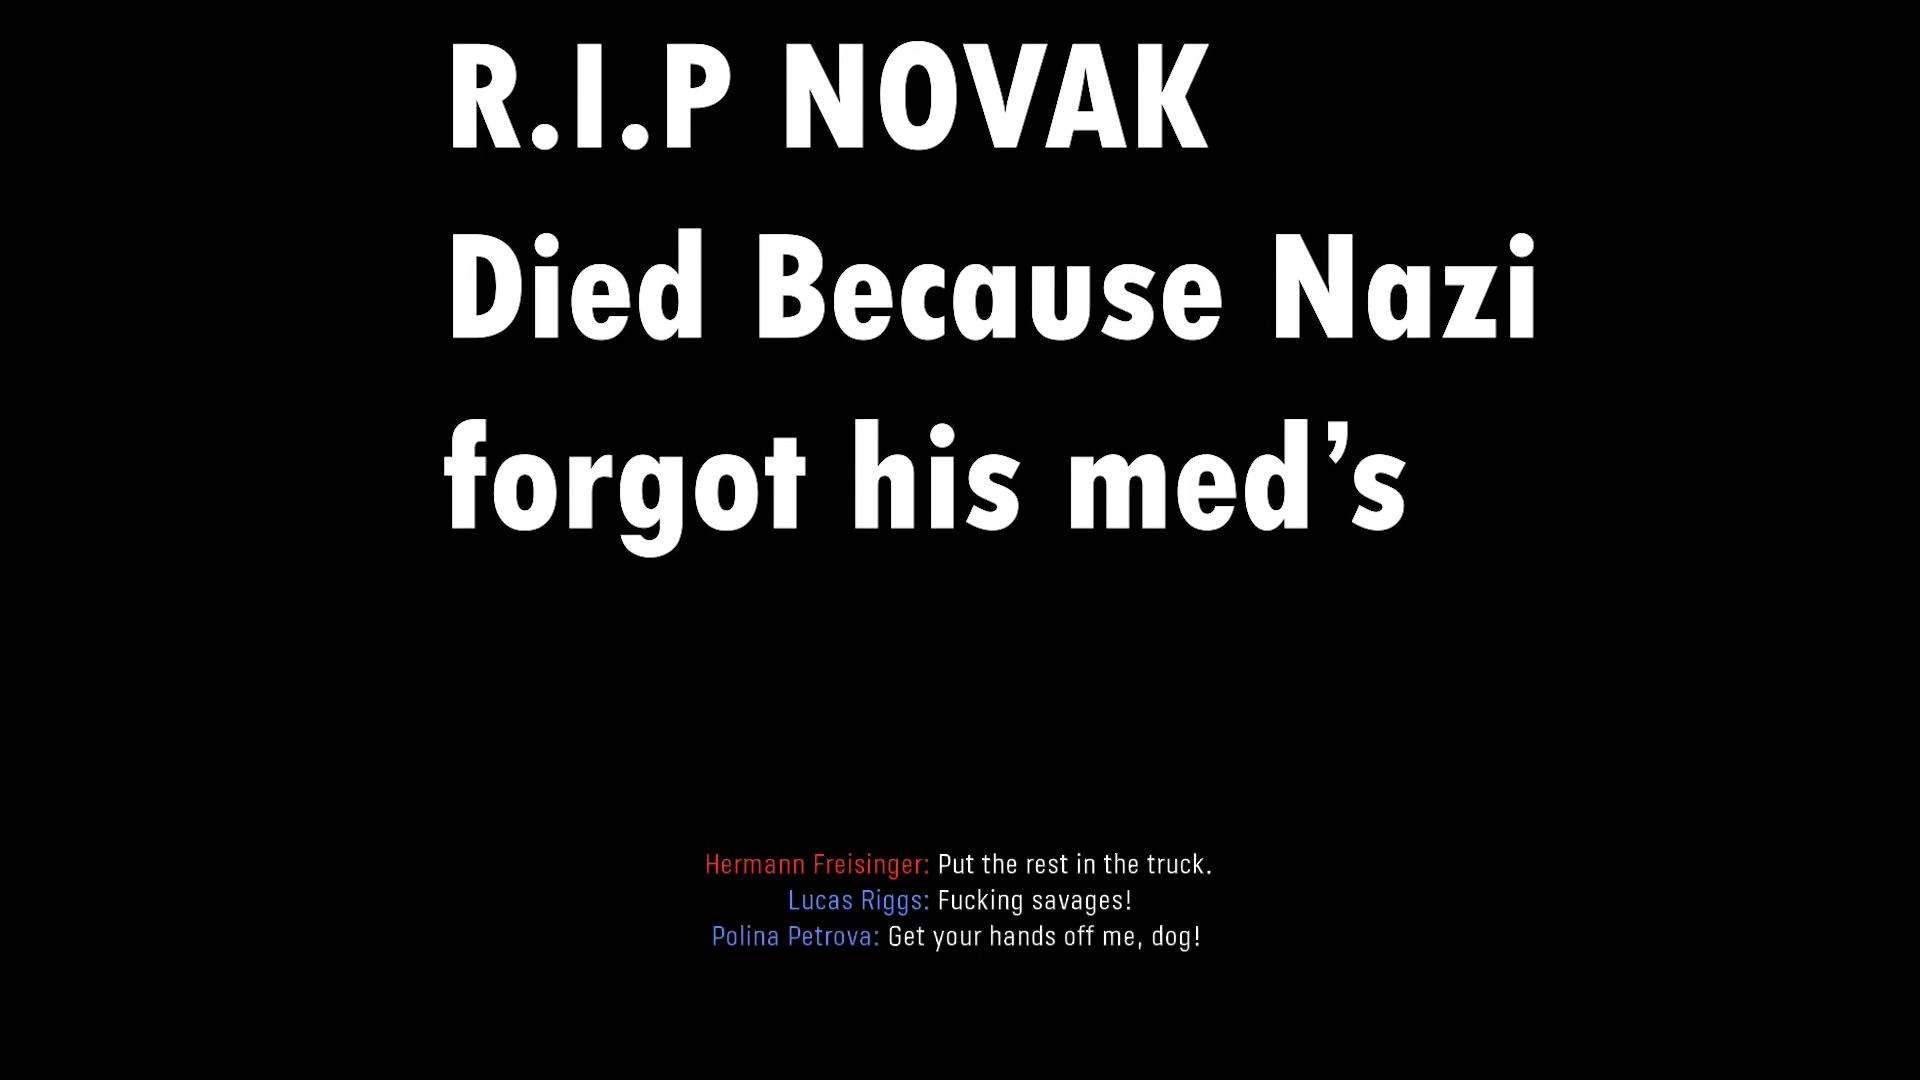 R.I.P NOVAK
Died Because Nazi
forgot his med’s
Hermann Freisinger: Put the rest in the truck.
Lucas Riggs: Fucking savages!
Polina Petrova: Get your hands off me, dog!